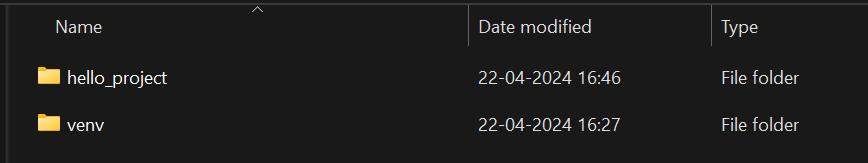 Name Date modified Type
hello_project 22-04-2024 16:46 File folder
venv 22-04-2024 16:27 File folder